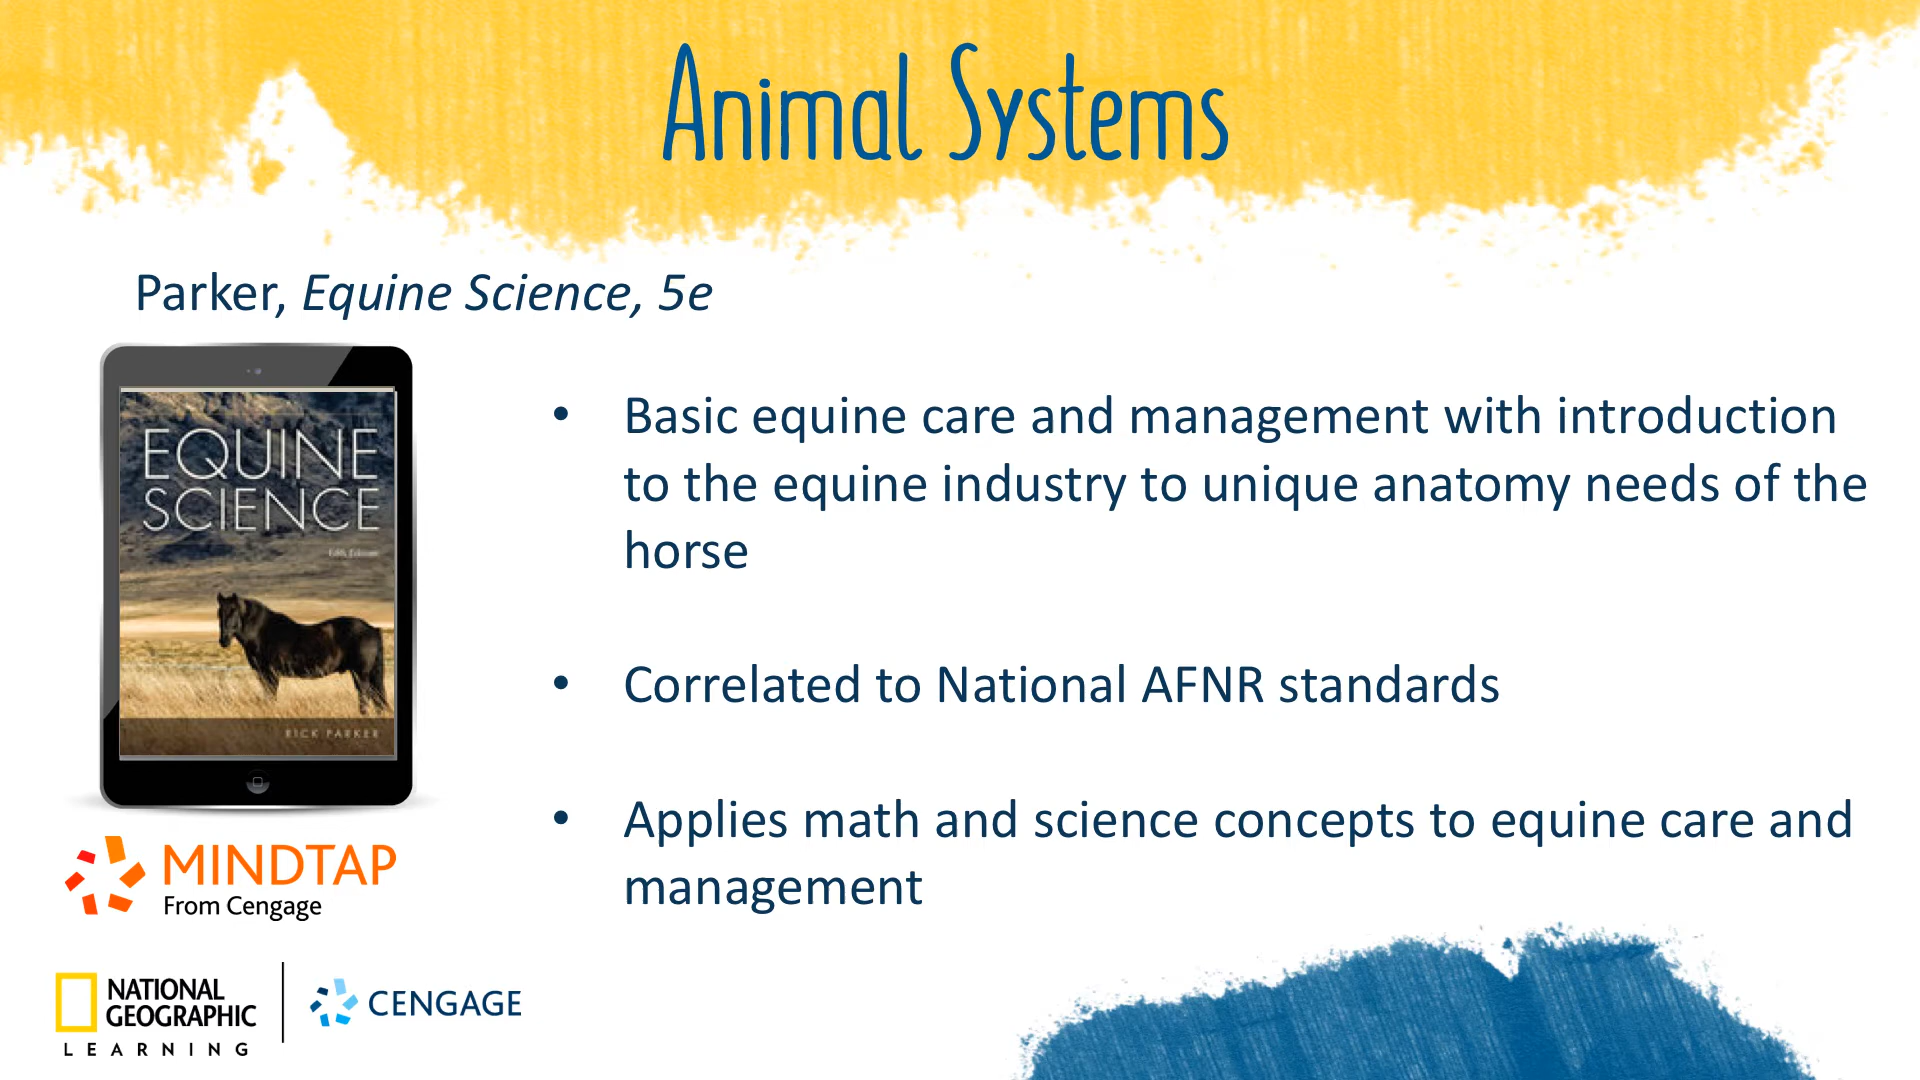 Animal Systems
Parker, Equine Science, 5e
EQUINE
SCIENCE
Fifth Edition
RICK PARKER
• Basic equine care and management with introduction
to the equine industry to unique anatomy needs of the
horse
• Correlated to National AFNR standards
• Applies math and science concepts to equine care and
management
MINDTAP
From Cengage
NATIONAL
GEOGRAPHIC
LEARNING
CENGAGE